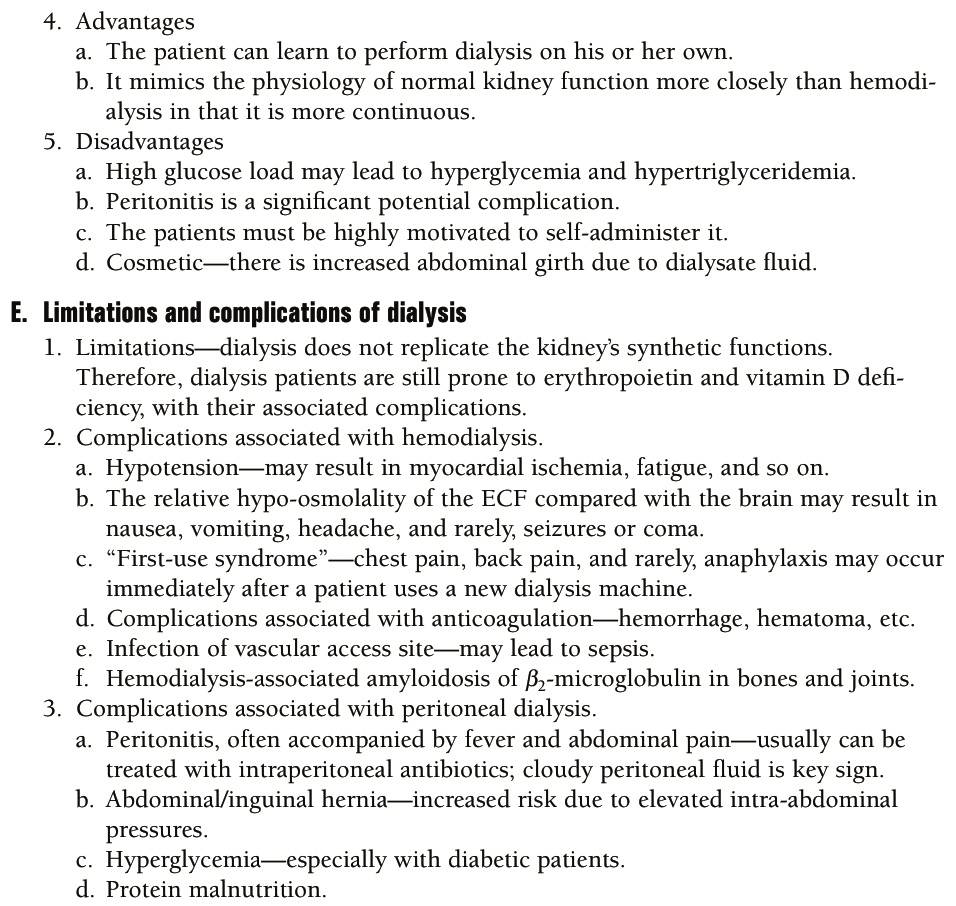 4. Advantages
a. The patient can learn to perform dialysis on his or her own.
b. It mimics the physiology of normal kidney function more closely than hemodi-
alysis in that it is more continuous.
5. Disadvantages
a. High glucose load may lead to hyperglycemia and hypertriglyceridemia.
b. Peritonitis is a significant potential complication.
c. The patients must be highly motivated to self-administer it.
d. Cosmetic—there is increased abdominal girth due to dialysate fluid.
E. Limitations and complications of dialysis
1. Limitations—dialysis does not replicate the kidney's synthetic functions.
Therefore, dialysis patients are still prone to erythropoietin and vitamin D defi-
ciency, with their associated complications.
2. Complications associated with hemodialysis.
a. Hypotension—may result in myocardial ischemia, fatigue, and so on.
b. The relative hypo-osmolality of the ECF compared with the brain may result in
nausea, vomiting, headache, and rarely, seizures or coma.
c. “First-use syndrome”—chest pain, back pain, and rarely, anaphylaxis may occur
immediately after a patient uses a new dialysis machine.
d. Complications associated with anticoagulation—hemorrhage, hematoma, etc.
e. Infection of vascular access site—may lead to sepsis.
f. Hemodialysis-associated amyloidosis of β₂-microglobulin in bones and joints.
3. Complications associated with peritoneal dialysis.
a. Peritonitis, often accompanied by fever and abdominal pain—usually can be
treated with intraperitoneal antibiotics; cloudy peritoneal fluid is key sign.
b. Abdominal/inguinal hernia—increased risk due to elevated intra-abdominal
pressures.
c. Hyperglycemia—especially with diabetic patients.
d. Protein malnutrition.